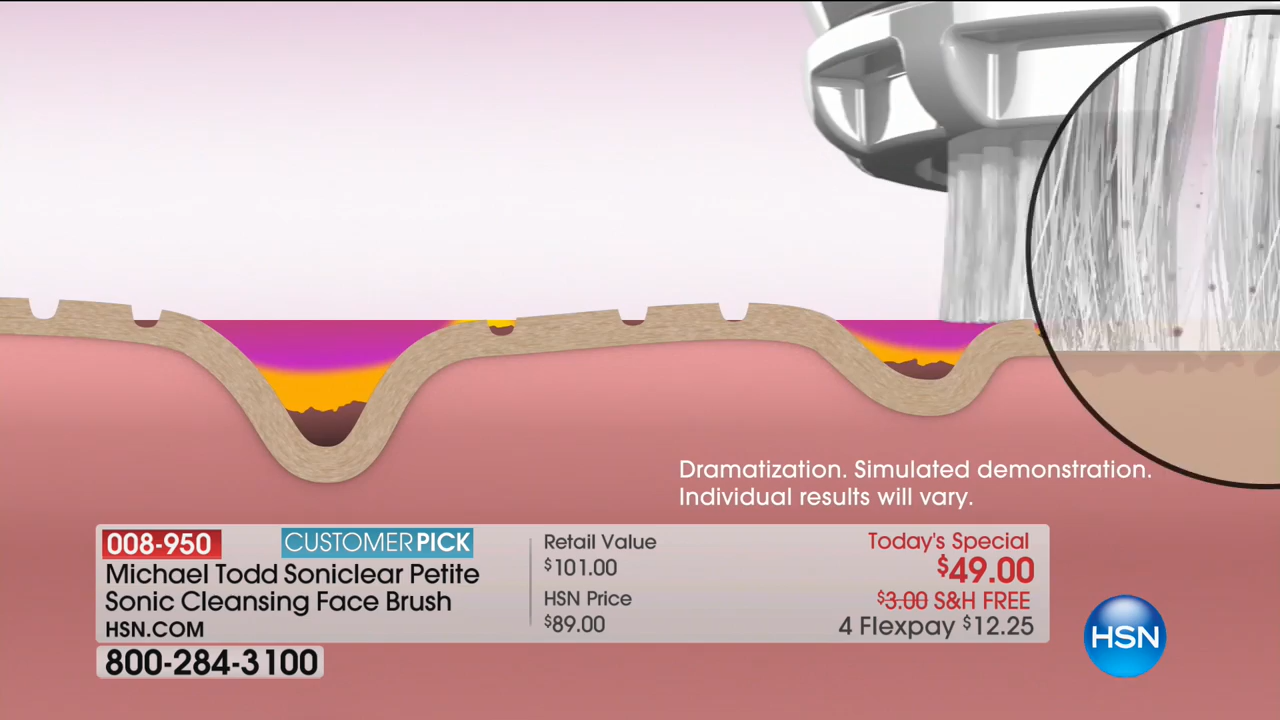 Dramatization. Simulated demonstration.
Individual results will vary.
008-950 CUSTOMERPICK
Michael Todd Soniclear Petite
Sonic Cleansing Face Brush
HSN.COM
800-284-3100
Retail Value
$101.00
HSN Price
$89.00
Today's Special
$49.00
$3.00 S&H FREE
4 Flexpay $12.25
HSN